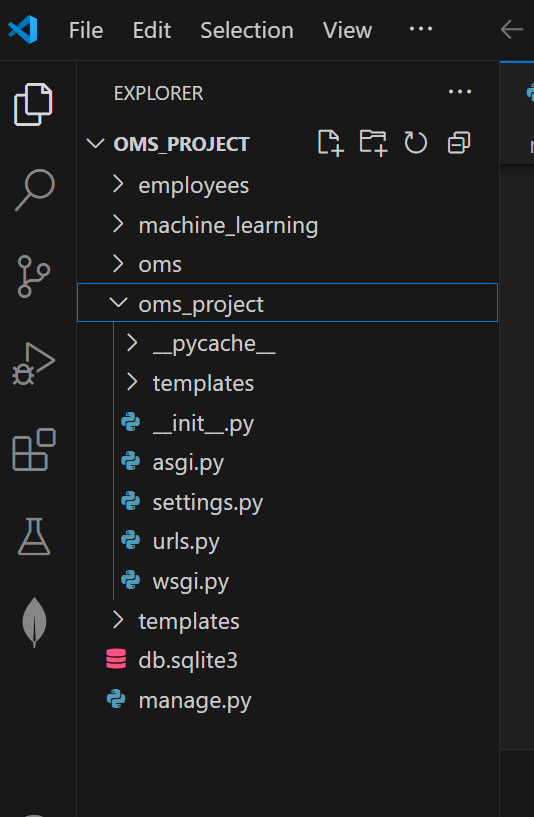 File Edit Selection View ...
EXPLORER ...
OMS_PROJECT
employees
machine_learning
oms
oms_project
__pycache__
templates
__init__.py
asgi.py
settings.py
urls.py
wsgi.py
templates
db.sqlite3
manage.py